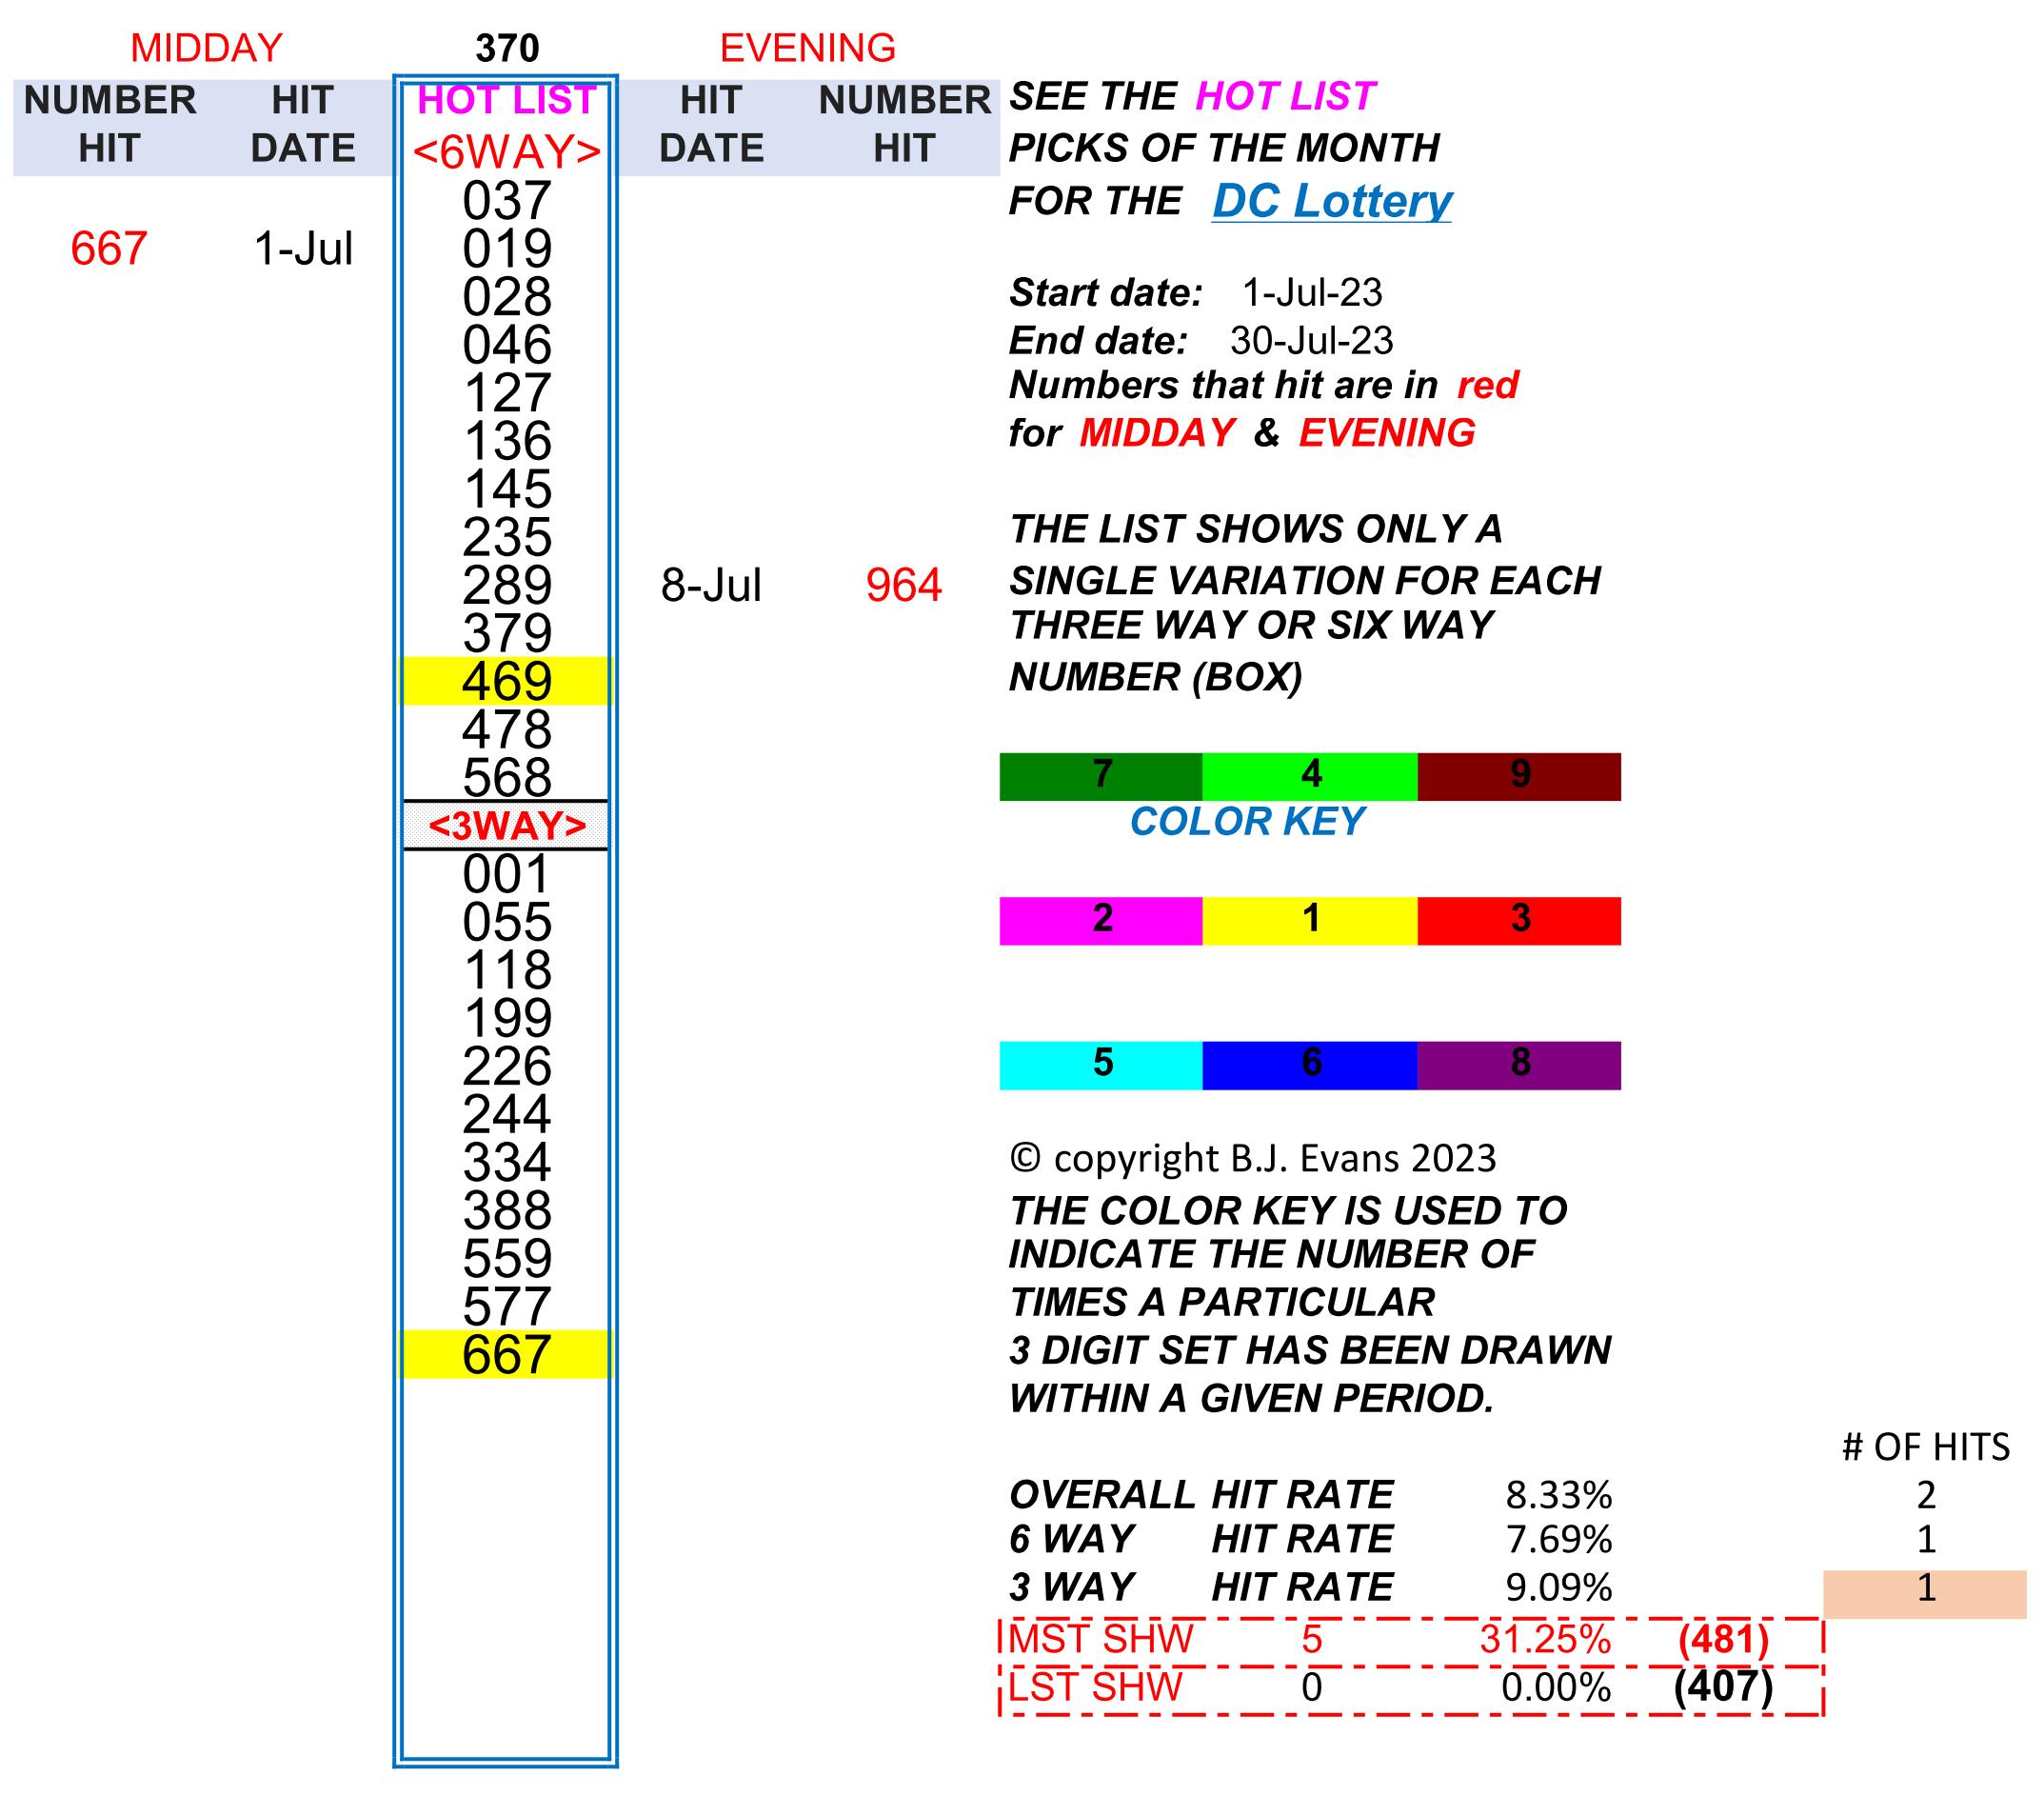 MIDDAY 370 EVENING
NUMBER HIT HOT LIST HIT NUMBER SEE THE HOT LIST
HIT DATE <6WAY> DATE HIT PICKS OF THE MONTH
037 FOR THE DC Lottery
667 1-Jul 019
028 Start date: 1-Jul-23
046 End date: 30-Jul-23
127 Numbers that hit are in red
136 for MIDDAY & EVENING
145
235 THE LIST SHOWS ONLY A
289 8-Jul 964 SINGLE VARIATION FOR EACH
379 THREE WAY OR SIX WAY
469 NUMBER (BOX)
478
568 7 4 9
<3WAY> COLOR KEY
001
055 2 1 3
118
199
226 5 6 8
244
334 © copyright B.J. Evans 2023
388 THE COLOR KEY IS USED TO
559 INDICATE THE NUMBER OF
577 TIMES A PARTICULAR
667 3 DIGIT SET HAS BEEN DRAWN
WITHIN A GIVEN PERIOD.
# OF HITS
OVERALL HIT RATE 8.33% 2
6 WAY HIT RATE 7.69% 1
3 WAY HIT RATE 9.09% 1
MST SHW 5 31.25% (481)
LST SHW 0 0.00% (407)